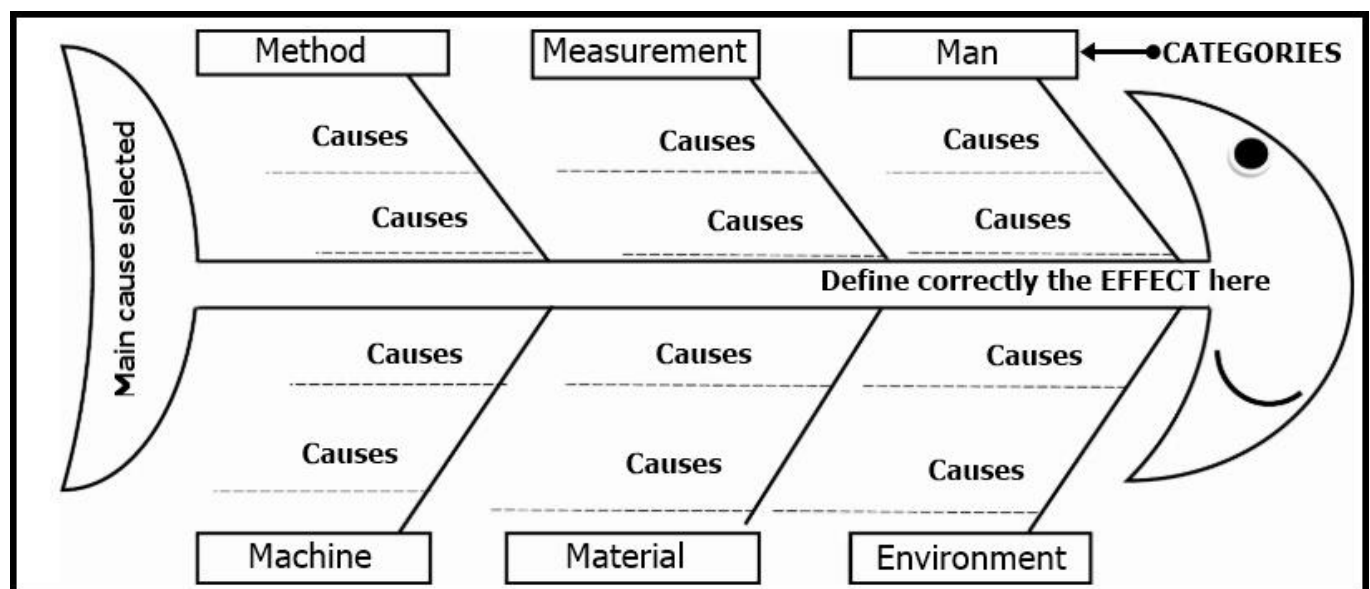 Method
Measurement
Man
CATEGORIES
Causes
Causes
Causes
Causes
Causes
Causes
Main cause selected
Define correctly the EFFECT here
Causes
Causes
Causes
Causes
Causes
Causes
Machine
Material
Environment